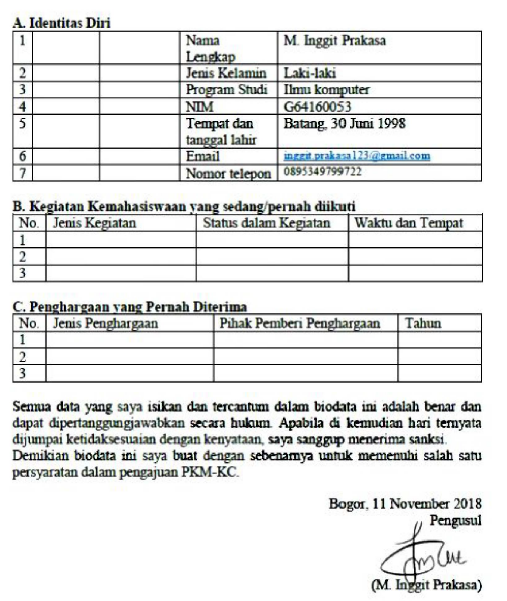 A. Identitas Diri
1 Nama Lengkap M. Inggit Prakasa
2 Jenis Kelamin Laki-laki
3 Program Studi Ilmu komputer
4 NIM G64160053
5 Tempat dan tanggal lahir Batang, 30 Juni 1998
6 Email inggit.prakasa123@gmail.com
7 Nomor telepon 0895349799722
B. Kegiatan Kemahasiswaan yang sedang/pernah diikuti
No. Jenis Kegiatan Status dalam Kegiatan Waktu dan Tempat
1
2
3
C. Penghargaan yang Pernah Diterima
No. Jenis Penghargaan Pihak Pemberi Penghargaan Tahun
1
2
3
Semua data yang saya isikan dan tercantum dalam biodata ini adalah benar dan
dapat dipertanggungjawabkan secara hukum. Apabila di kemudian hari ternyata
dijumpai ketidaksesuaian dengan kenyataan, saya sanggup menerima sanksi.
Demikian biodata ini saya buat dengan sebenarnya untuk memenuhi salah satu
persyaratan dalam pengajuan PKM-KC.
Bogor, 11 November 2018
Pengusul
(M. Inggit Prakasa)